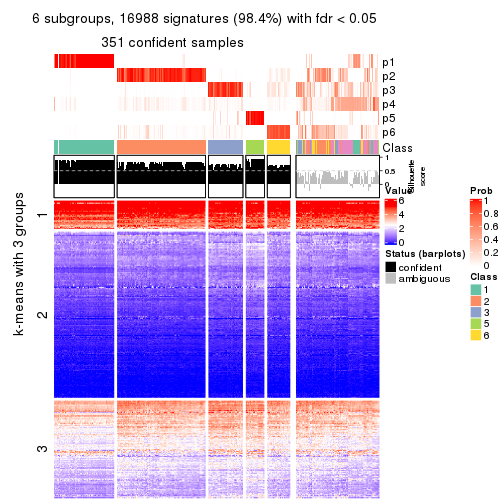 6 subgroups, 16988 signatures (98.4%) with fdr < 0.05
351 confident samples
p1
p2
p3
p4
p5
p6
Class
1
0.5
0
Silhouette
score
k-means with 3 groups
1
2
3
Value
6
4
2
0
Status (barplots)
confident
ambiguous
Prob
1
0.8
0.6
0.4
0.2
0
Class
1
2
3
5
6